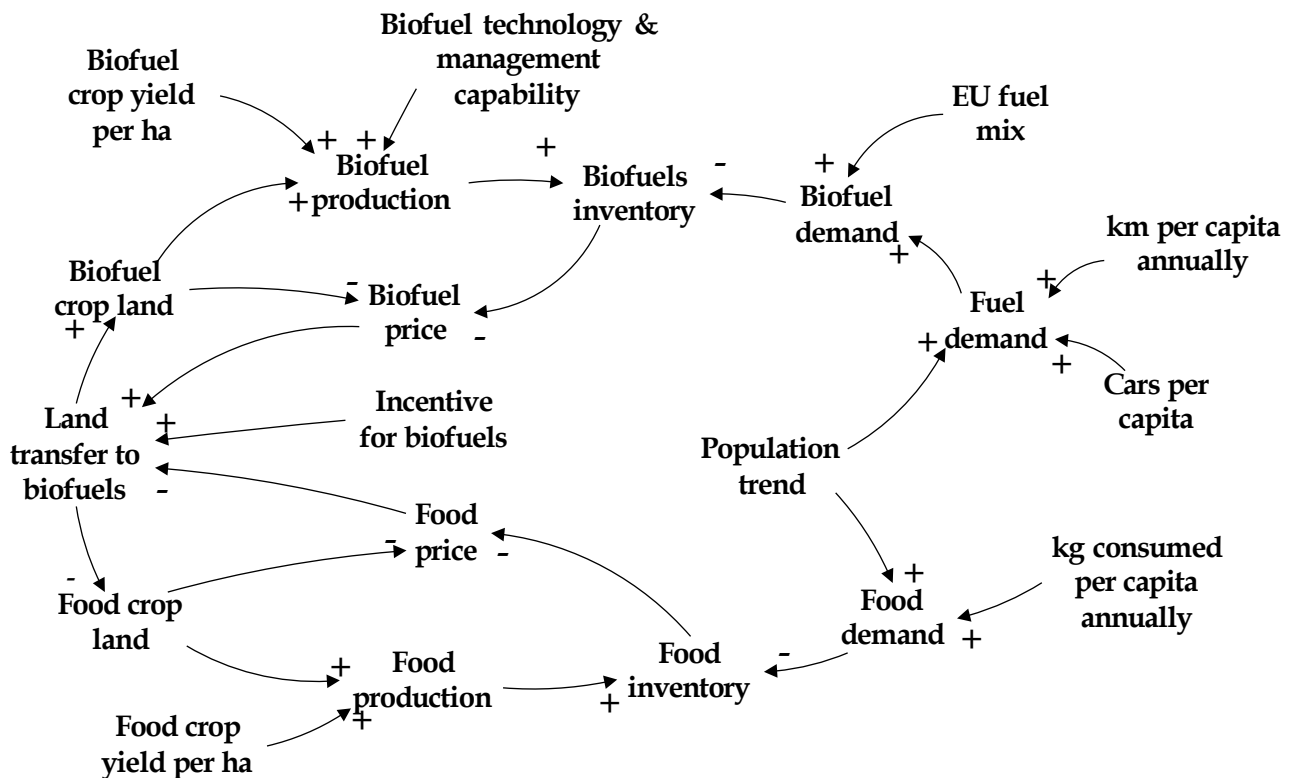 Biofuel technology &
management
capability
Biofuel
crop yield
per ha
EU fuel
mix
+ +
Biofuel
+production
+
Biofuels
inventory
-
+
Biofuel
demand
+
km per capita
annually
Biofuel
crop land
+
-
Biofuel
price
-
+
Fuel
+demand
+
Cars per
capita
Land
transfer to
biofuels
+
+
-
Incentive
for biofuels
Population
trend
Food
price
-
-
kg consumed
per capita
annually
-
Food crop
land
+
Food
demand
+
-
Food
inventory
+
+
Food
production
+
Food crop
yield per ha